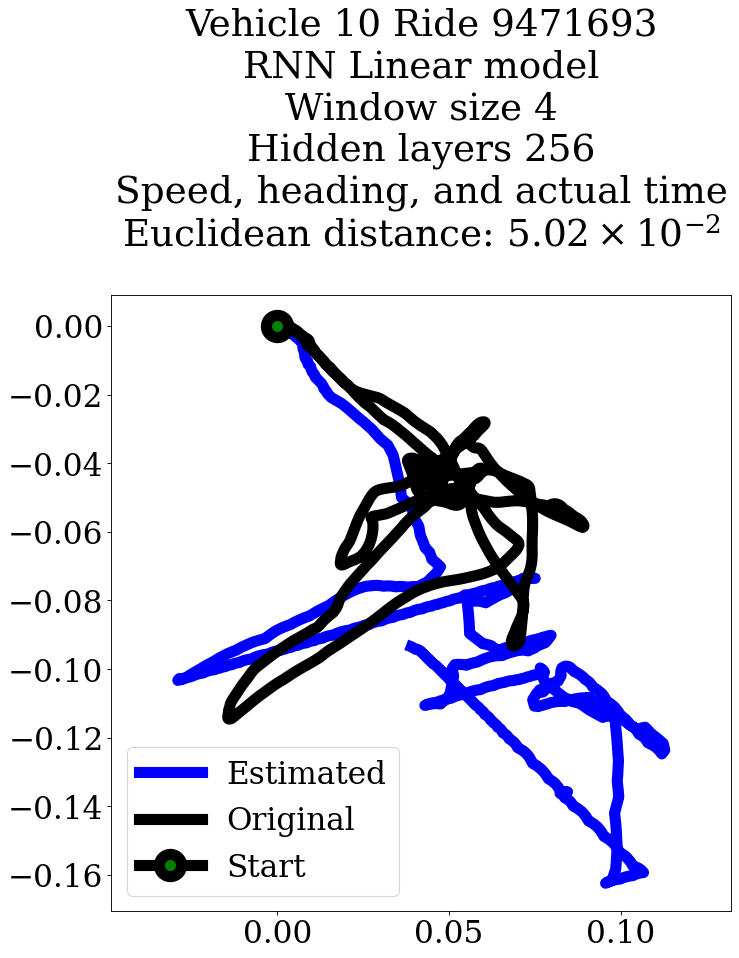 Vehicle 10 Ride 9471693
RNN Linear model
Window size 4
Hidden layers 256
Speed, heading, and actual time
Euclidean distance: 5.02 × 10⁻²
0.00
−0.02
−0.04
−0.06
−0.08
−0.10
−0.12
−0.14
−0.16
Estimated
Original
Start
0.00 0.05 0.10